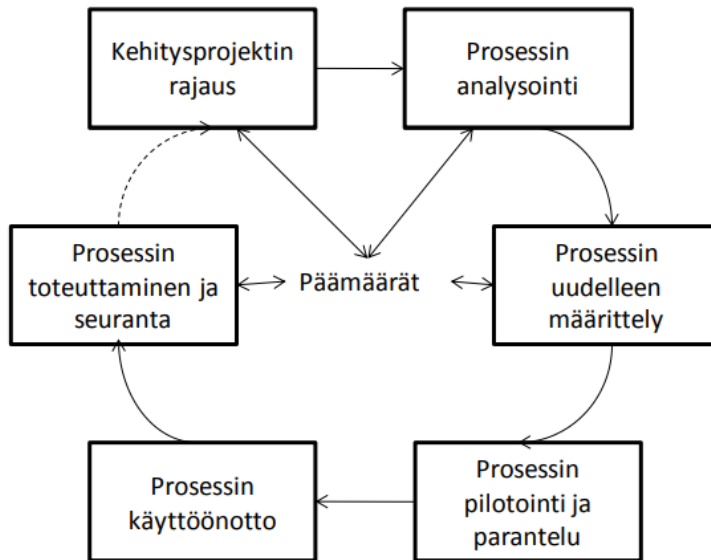 Kehitysprojektin
rajaus
Prosessin
analysointi
Prosessin
toteuttaminen ja
seuranta
Päämäärät
Prosessin
uudelleen
määrittely
Prosessin
käyttöönotto
Prosessin
pilotointi ja
parantelu